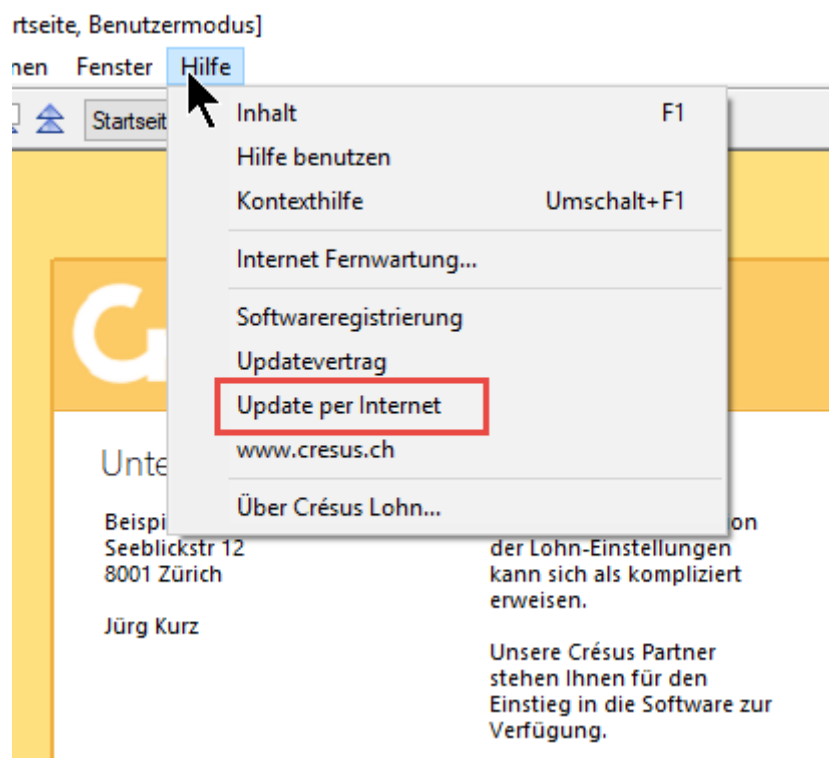 rtseite, Benutzermodus]
nen Fenster Hilfe
Startseit
Inhalt F1
Hilfe benutzen
Kontexthilfe Umschalt+F1
Internet Fernwartung...
Softwareregistrierung
Updatevertrag
Update per Internet
www.cresus.ch
Über Crésus Lohn...
Unte
Beispi
Seeblickstr 12
8001 Zürich
Jürg Kurz
on
der Lohn-Einstellungen
kann sich als kompliziert
erweisen.
Unsere Crésus Partner
stehen Ihnen für den
Einstieg in die Software zur
Verfügung.